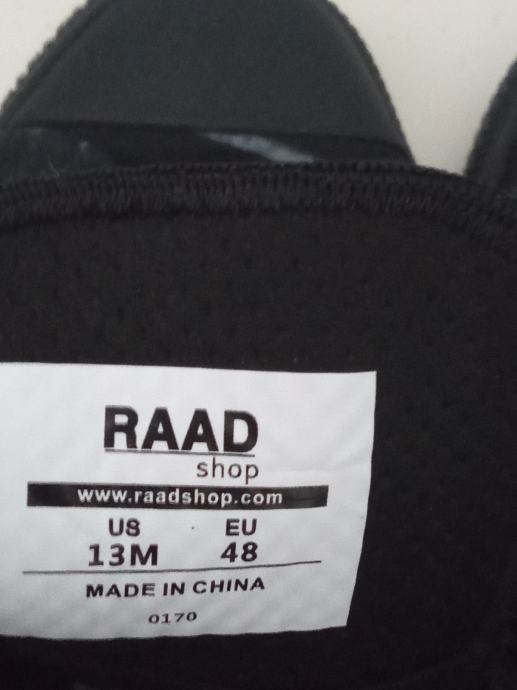 RAAD
shop
www.raadshop.com
US EU
13M 48
MADE IN CHINA
0170